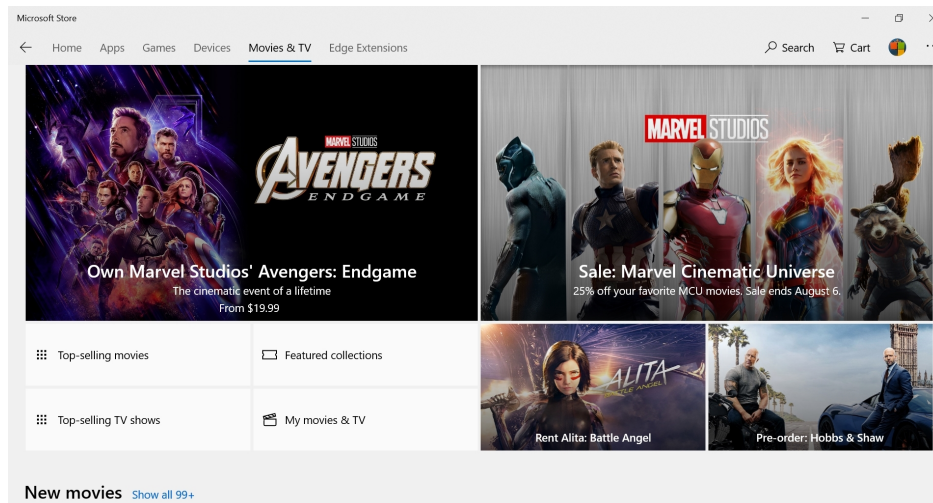 Microsoft Store
Home Apps Games Devices Movies & TV Edge Extensions Search Cart
MARVEL STUDIOS
AVENGERS
ENDGAME
Own Marvel Studios' Avengers: Endgame
The cinematic event of a lifetime
From $19.99
MARVEL STUDIOS
Sale: Marvel Cinematic Universe
25% off your favorite MCU movies. Sale ends August 6.
Top-selling movies
Featured collections
Top-selling TV shows
My movies & TV
ALITA
BATTLE ANGEL
Rent Alita: Battle Angel
Pre-order: Hobbs & Shaw
New movies Show all 99+